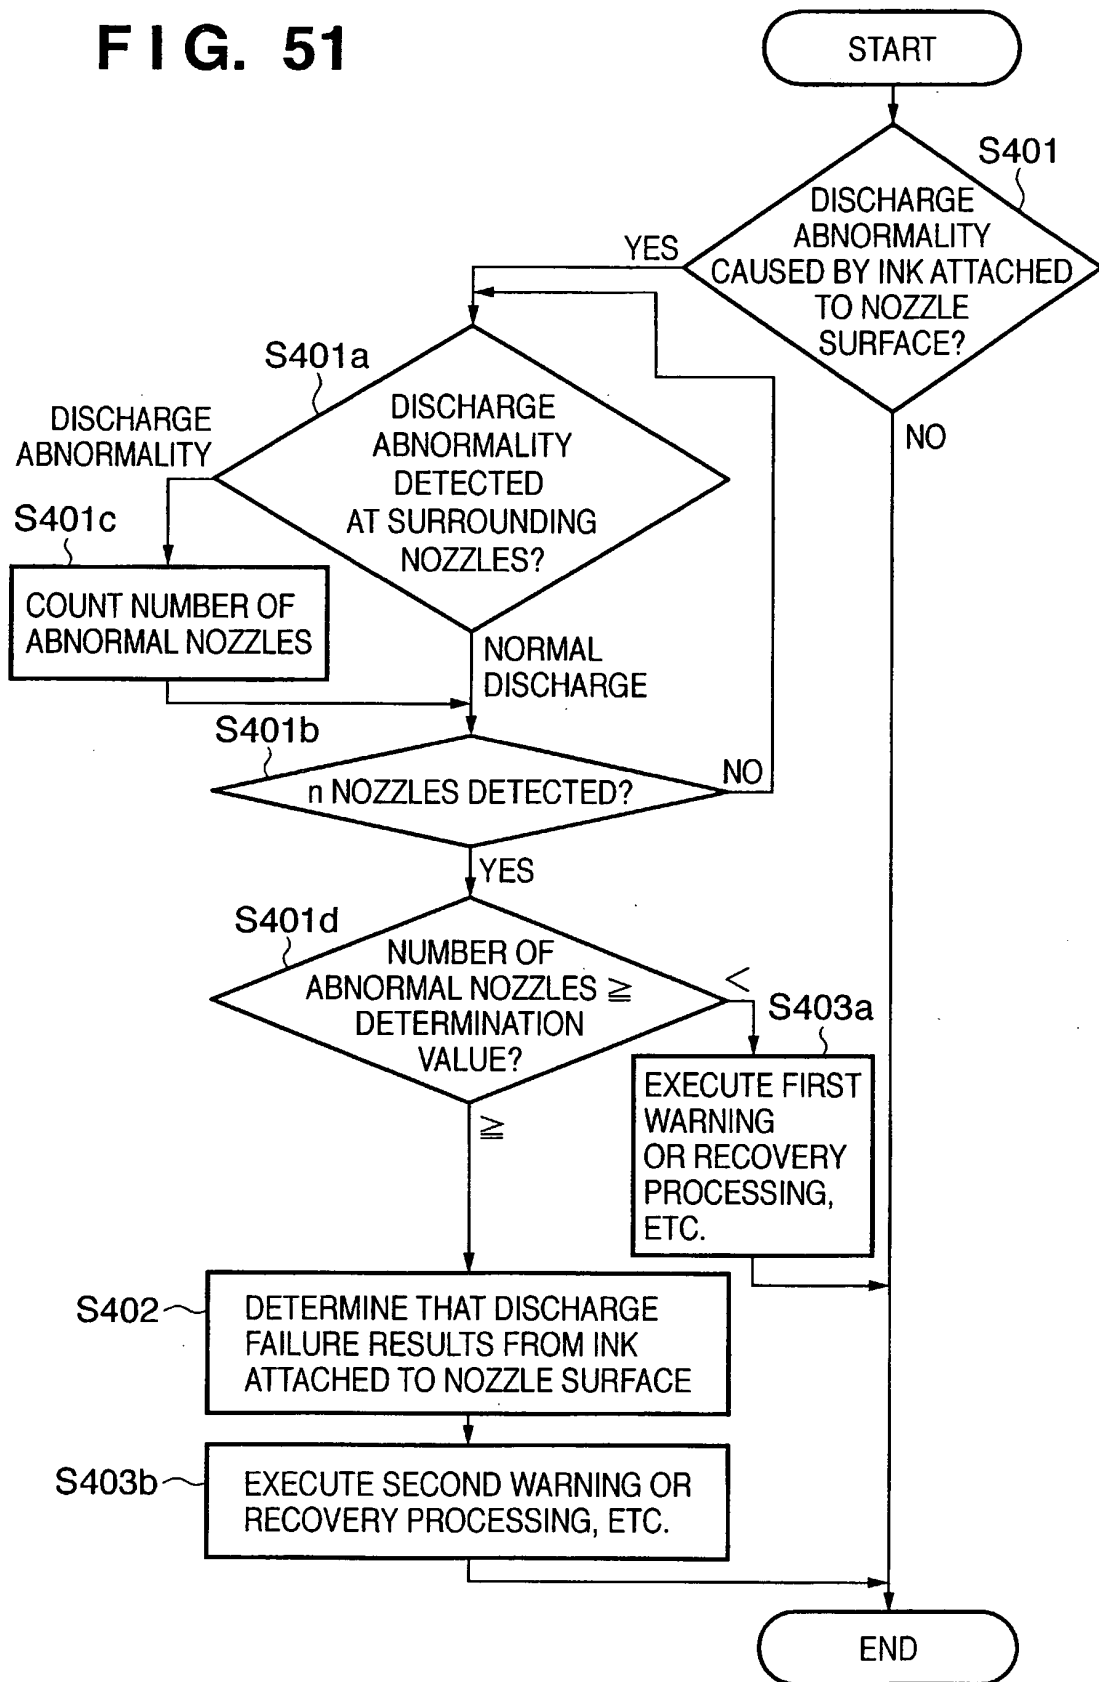 FIG. 51
START
S401
DISCHARGE
ABNORMALITY
CAUSED BY INK ATTACHED
TO NOZZLE
SURFACE?
YES
NO
S401a
DISCHARGE
ABNORMALITY
DETECTED
AT SURROUNDING
NOZZLES?
DISCHARGE
ABNORMALITY
S401c
COUNT NUMBER OF
ABNORMAL NOZZLES
NORMAL
DISCHARGE
S401b
n NOZZLES DETECTED?
NO
YES
S401d
NUMBER OF
ABNORMAL NOZZLES ≧
DETERMINATION
VALUE?
<
S403a
EXECUTE FIRST
WARNING
OR RECOVERY
PROCESSING,
ETC.
≧
S402
DETERMINE THAT DISCHARGE
FAILURE RESULTS FROM INK
ATTACHED TO NOZZLE SURFACE
S403b
EXECUTE SECOND WARNING OR
RECOVERY PROCESSING, ETC.
END